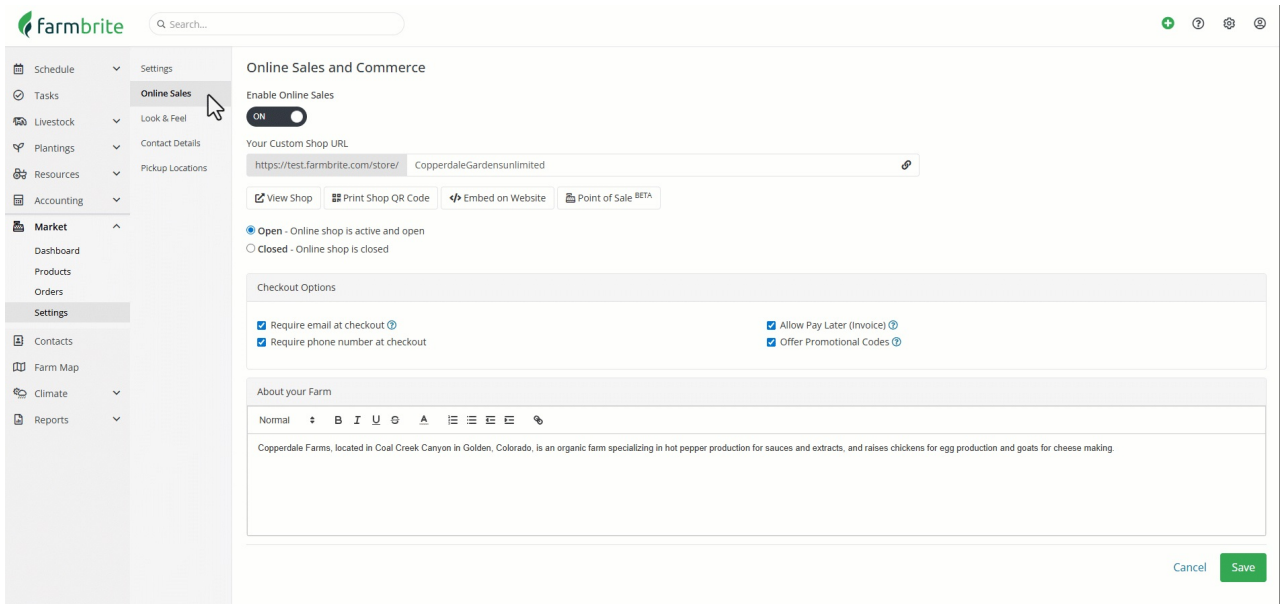 farmbrite
Search...
Schedule
Tasks
Livestock
Plantings
Resources
Accounting
Market
Dashboard
Products
Orders
Settings
Contacts
Farm Map
Climate
Reports
Settings
Online Sales
Look & Feel
Contact Details
Pickup Locations
Online Sales and Commerce
Enable Online Sales
ON
Your Custom Shop URL
https://test.farmbrite.com/store/ CopperdaleGardensunlimited
View Shop Print Shop QR Code Embed on Website Point of Sale BETA
Open - Online shop is active and open
Closed - Online shop is closed
Checkout Options
Require email at checkout
Require phone number at checkout
Allow Pay Later (Invoice)
Offer Promotional Codes
About your Farm
Normal B I U S A
Copperdale Farms, located in Coal Creek Canyon in Golden, Colorado, is an organic farm specializing in hot pepper production for sauces and extracts, and raises chickens for egg production and goats for cheese making.
Cancel Save